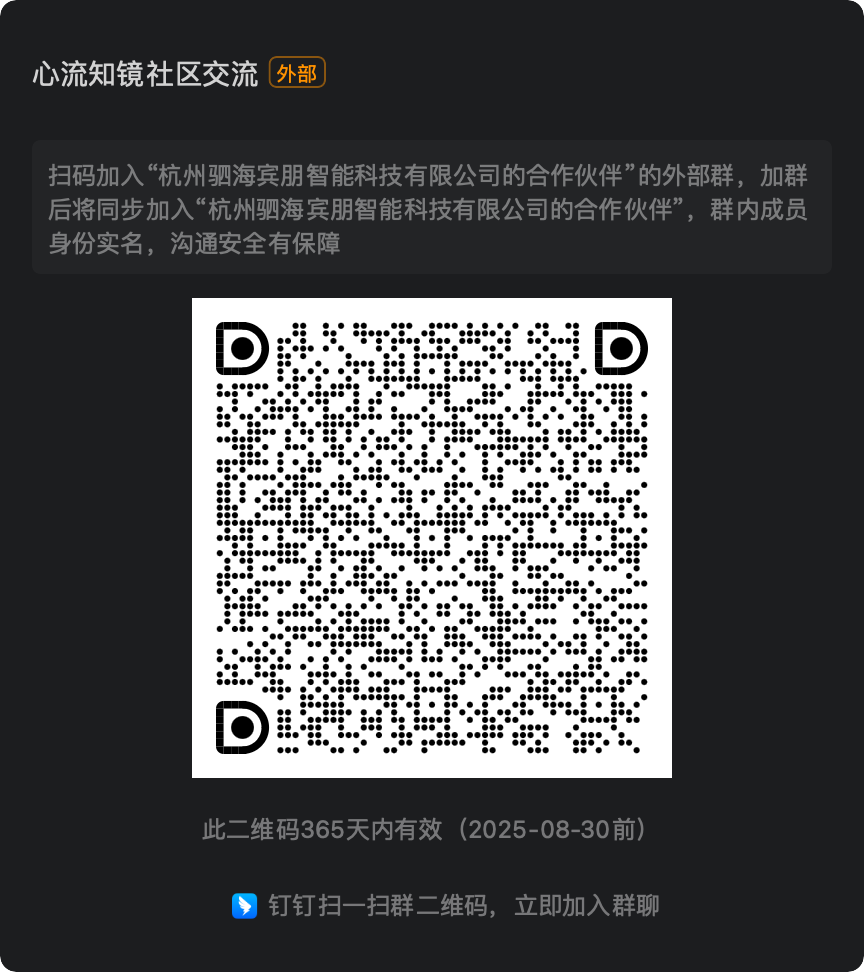 心流知镜社区交流 外部
扫码加入“杭州驷海宾朋智能科技有限公司的合作伙伴”的外部群，加群
后将同步加入“杭州驷海宾朋智能科技有限公司的合作伙伴”，群内成员
身份实名，沟通安全有保障
此二维码365天内有效（2025-08-30前）
钉钉扫一扫群二维码，立即加入群聊